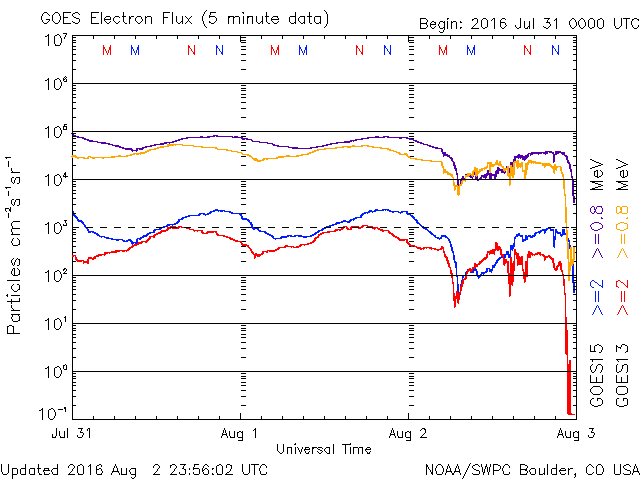 GOES Electron Flux (5 minute data)
Begin: 2016 Jul 31 0000 UTC
M M N N M M N N M M N N
10⁷
10⁶
10⁵
10⁴
10³
10²
10¹
10⁰
10⁻¹
Particles cm⁻²s⁻¹sr⁻¹
Jul 31 Aug 1 Aug 2 Aug 3
Universal Time
GOES15 >=2 >=0.8 MeV
GOES13 >=2 >=0.8 MeV
Updated 2016 Aug 2 23:56:02 UTC
NOAA/SWPC Boulder, CO USA